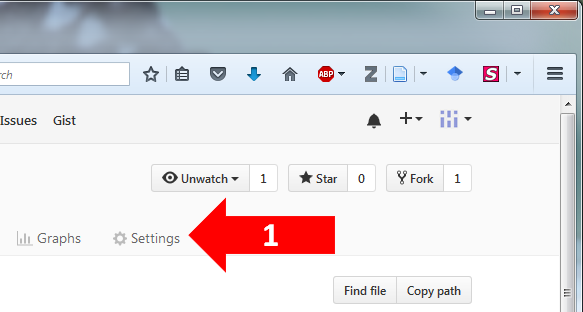 rch
ABP Z S
Issues Gist
Unwatch 1 Star 0 Fork 1
Graphs Settings 1
Find file Copy path